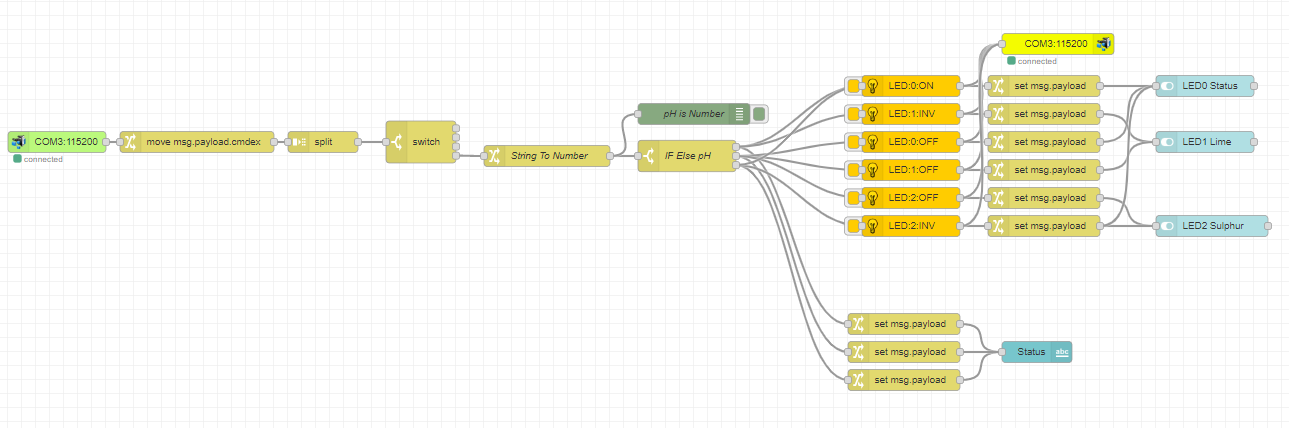 COM3:115200
connected
LED:0:ON
set msg.payload
LED0 Status
pH is Number
LED:1:INV
set msg.payload
COM3:115200
connected
move msg.payload.cmdex
split
switch
String To Number
IF Else pH
LED:0:OFF
set msg.payload
LED1 Lime
LED:1:OFF
set msg.payload
LED:2:OFF
set msg.payload
LED:2:INV
set msg.payload
LED2 Sulphur
set msg.payload
set msg.payload
Status
abc
set msg.payload